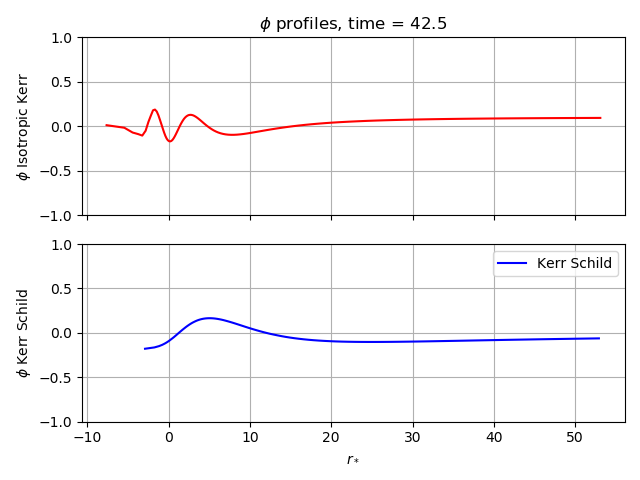 ϕ profiles, time = 42.5
1.0
0.5
0.0
−0.5
−1.0
ϕ Isotropic Kerr
1.0
0.5
0.0
−0.5
−1.0
ϕ Kerr Schild
Kerr Schild
−10 0 10 20 30 40 50
r*